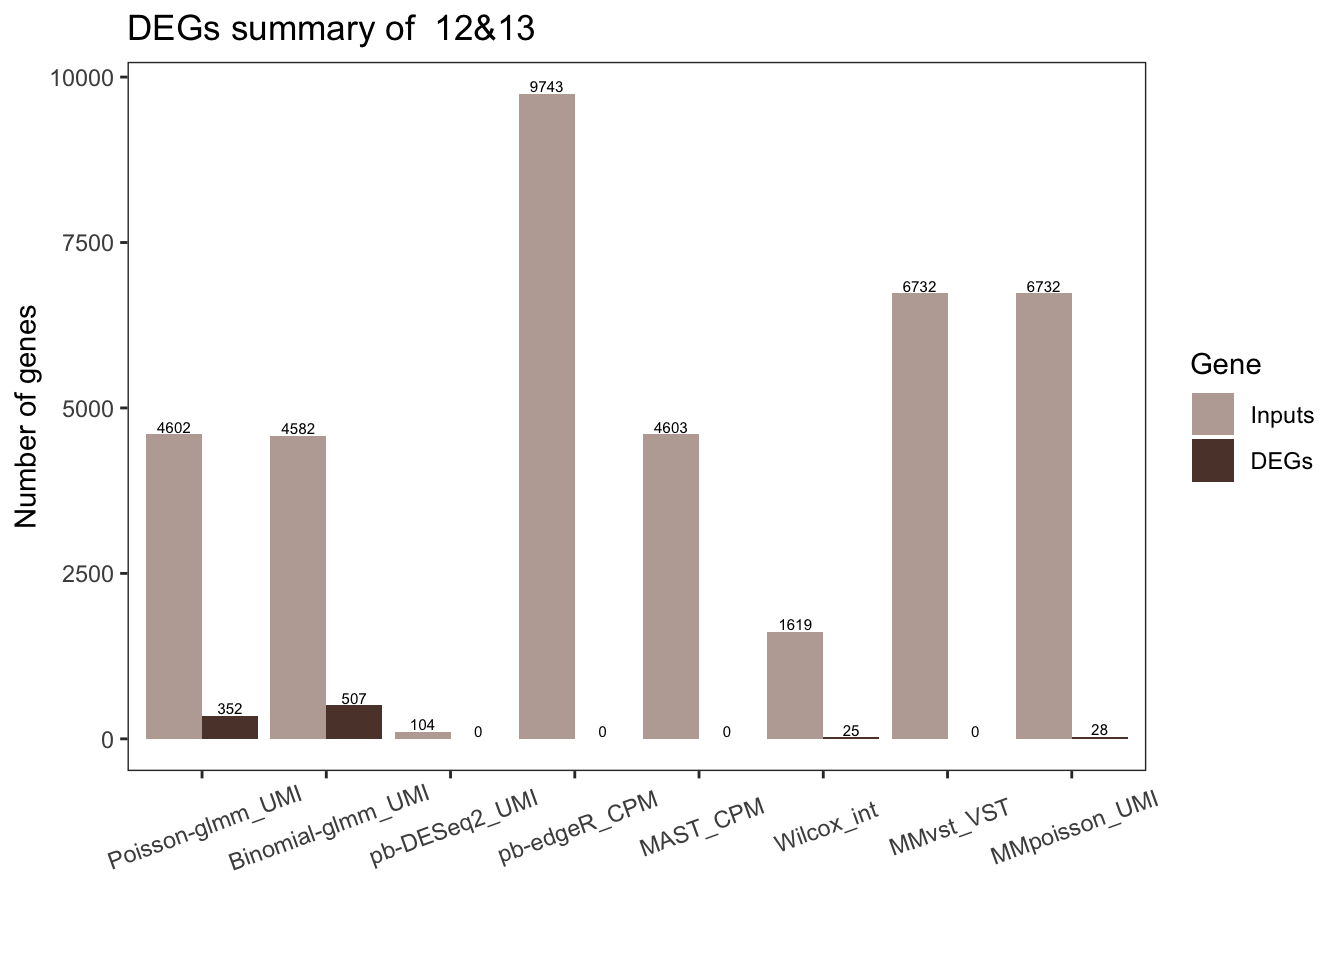 DEGs summary of  12&13
Number of genes
10000
7500
5000
2500
0
4602
352
4582
507
104
0
9743
0
4603
0
1619
25
6732
0
6732
28
Poisson-glmm_UMI
Binomial-glmm_UMI
pb-DESeq2_UMI
pb-edgeR_CPM
MAST_CPM
Wilcox_int
MMvst_VST
MMpoisson_UMI
Gene
Inputs
DEGs